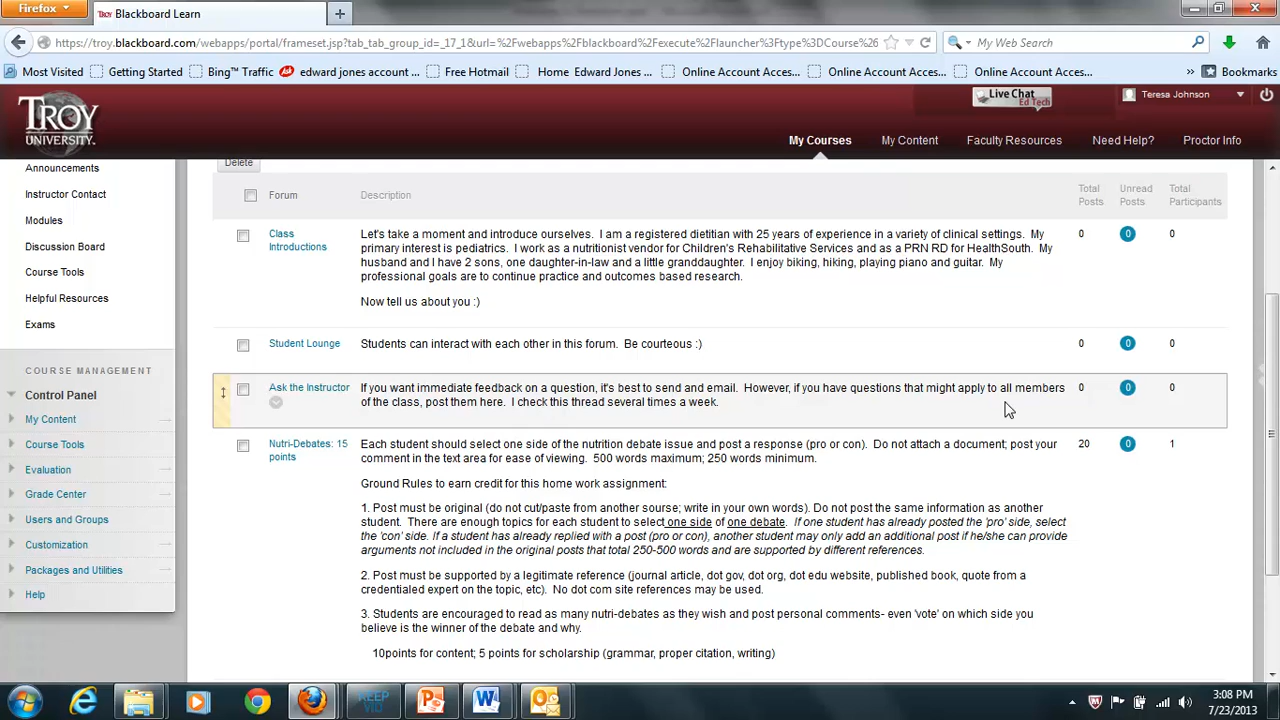 Firefox
TROY Blackboard Learn
https://troy.blackboard.com/webapps/portal/frameset.jsp?tab_tab_group_id=_17_1&url=%2Fwebapps%2Fblackboard%2Fexecute%2Flauncher%3Ftype%3DCourse%26
My Web Search
Most Visited Getting Started Bing™ Traffic Ask edward jones account ... Free Hotmail Home Edward Jones ... Online Account Acces... Online Account Acces... Online Account Acces... » Bookmarks
TROY
UNIVERSITY
Live Chat
Ed Tech
Teresa Johnson
My Courses My Content Faculty Resources Need Help? Proctor Info
Announcements
Instructor Contact
Modules
Discussion Board
Course Tools
Helpful Resources
Exams
COURSE MANAGEMENT
Control Panel
My Content
Course Tools
Evaluation
Grade Center
Users and Groups
Customization
Packages and Utilities
Help
Delete
Forum Description Total Posts Unread Posts Total Participants
Class Introductions
Let's take a moment and introduce ourselves. I am a registered dietitian with 25 years of experience in a variety of clinical settings. My
primary interest is pediatrics. I work as a nutritionist vendor for Children's Rehabilitative Services and as a PRN RD for HealthSouth. My
husband and I have 2 sons, one daughter-in-law and a little granddaughter. I enjoy biking, hiking, playing piano and guitar. My
professional goals are to continue practice and outcomes based research.
Now tell us about you :)
0 0 0
Student Lounge Students can interact with each other in this forum. Be courteous :) 0 0 0
Ask the Instructor If you want immediate feedback on a question, it's best to send and email. However, if you have questions that might apply to all members 0 0 0
of the class, post them here. I check this thread several times a week.
Nutri-Debates: 15 points
Each student should select one side of the nutrition debate issue and post a response (pro or con). Do not attach a document; post your 20 0 1
comment in the text area for ease of viewing. 500 words maximum; 250 words minimum.
Ground Rules to earn credit for this home work assignment:
1. Post must be original (do not cut/paste from another sourse; write in your own words). Do not post the same information as another
student. There are enough topics for each student to select one side of one debate. If one student has already posted the 'pro' side, select
the 'con' side. If a student has already replied with a post (pro or con), another student may only add an additional post if he/she can provide
arguments not included in the original posts that total 250-500 words and are supported by different references.
2. Post must be supported by a legitimate reference (journal article, dot gov, dot org, dot edu website, published book, quote from a
credentialed expert on the topic, etc). No dot com site references may be used.
3. Students are encouraged to read as many nutri-debates as they wish and post personal comments- even 'vote' on which side you
believe is the winner of the debate and why.
10points for content; 5 points for scholarship (grammar, proper citation, writing)
KEEP
VID
3:08 PM
7/23/2013